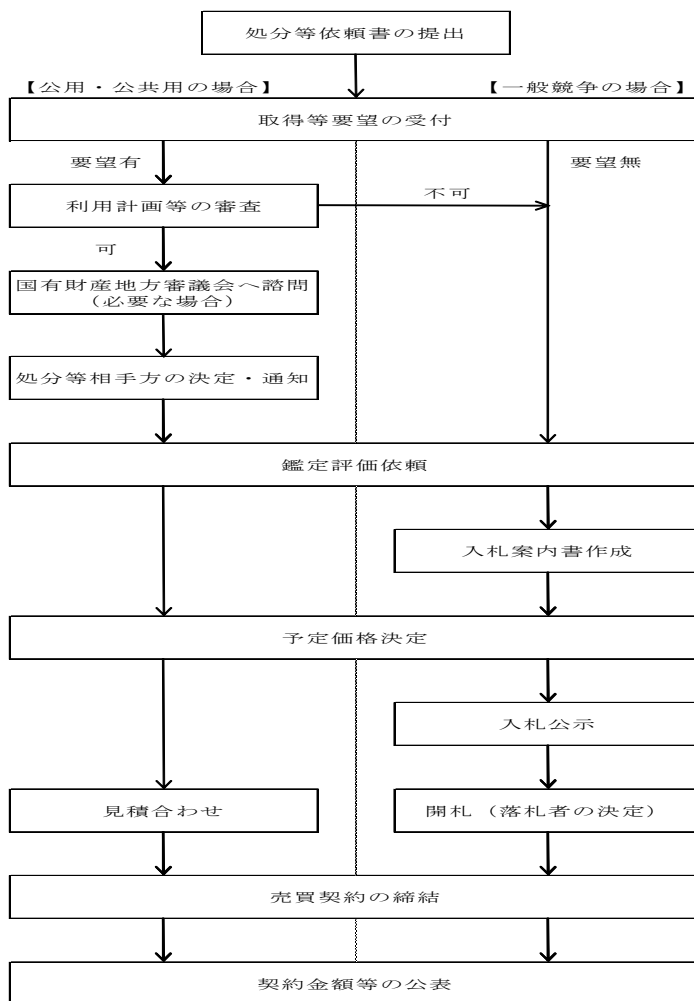 処分等依頼書の提出
【公用・公共用の場合】
【一般競争の場合】
取得等要望の受付
要望有
要望無
利用計画等の審査
不可
可
国有財産地方審議会へ諮問
(必要な場合)
処分等相手方の決定・通知
鑑定評価依頼
入札案内書作成
予定価格決定
入札公示
見積合わせ
開札(落札者の決定)
売買契約の締結
契約金額等の公表